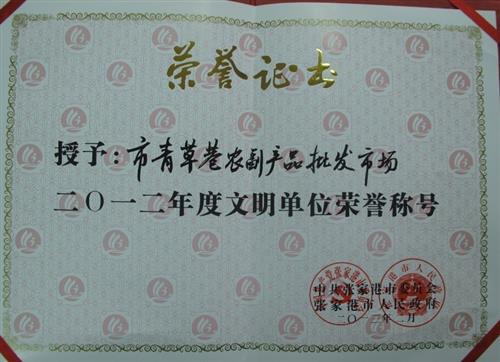 荣誉证书
授予：市青草巷农副产品批发市场
二〇一二年度文明单位荣誉称号
中共张家港市委员会
张家港市人民政府
二〇一三年二月